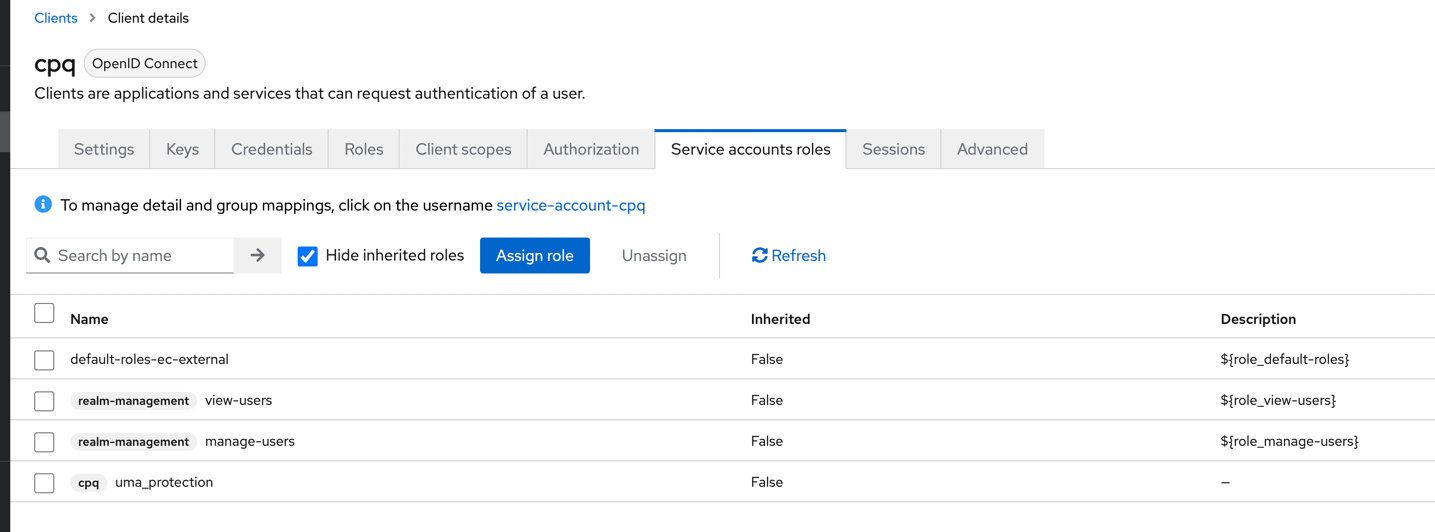 Clients > Client details
cpq OpenID Connect
Clients are applications and services that can request authentication of a user.
Settings Keys Credentials Roles Client scopes Authorization Service accounts roles Sessions Advanced
To manage detail and group mappings, click on the username service-account-cpq
Search by name Hide inherited roles Assign role Unassign Refresh
Name Inherited Description
default-roles-ec-external False ${role_default-roles}
realm-management view-users False ${role_view-users}
realm-management manage-users False ${role_manage-users}
cpq uma_protection False –